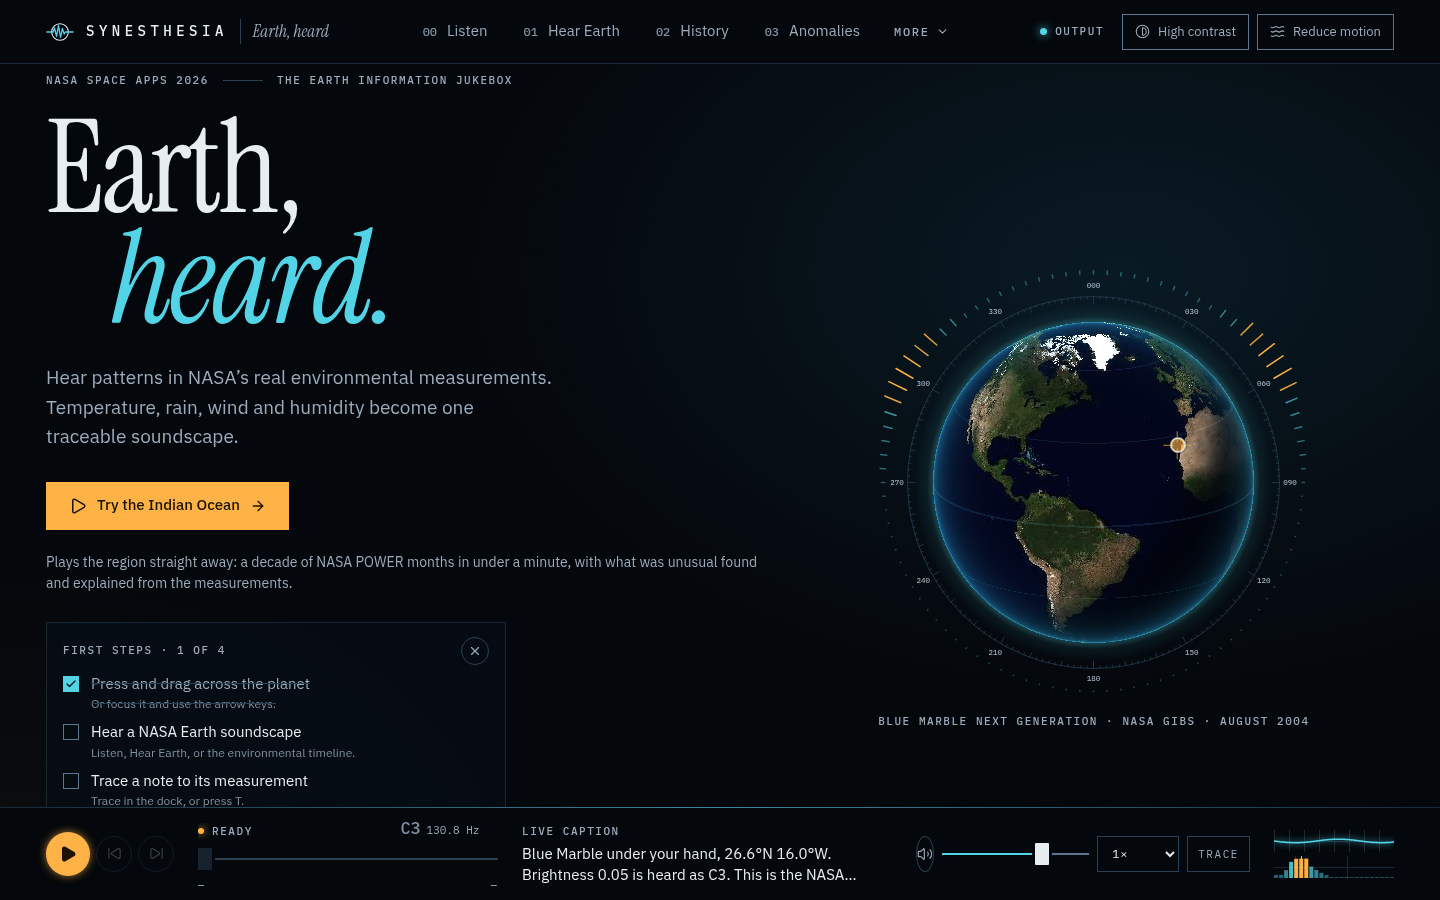 SYNESTHESIA Earth, heard 00 Listen 01 Hear Earth 02 History 03 Anomalies MORE OUTPUT High contrast Reduce motion
NASA SPACE APPS 2026 THE EARTH INFORMATION JUKEBOX
Earth,
heard.
Hear patterns in NASA’s real environmental measurements.
Temperature, rain, wind and humidity become one
traceable soundscape.
Try the Indian Ocean
Plays the region straight away: a decade of NASA POWER months in under a minute, with what was unusual found
and explained from the measurements.
FIRST STEPS · 1 OF 4
Press and drag across the planet
Or focus it and use the arrow keys.
Hear a NASA Earth soundscape
Listen, Hear Earth, or the environmental timeline.
Trace a note to its measurement
Trace in the dock, or press T.
000
030
060
090
120
150
180
210
240
270
300
330
BLUE MARBLE NEXT GENERATION · NASA GIBS · AUGUST 2004
READY C3 130.8 Hz
– –
LIVE CAPTION
Blue Marble under your hand, 26.6°N 16.0°W.
Brightness 0.05 is heard as C3. This is the NASA…
1×
TRACE